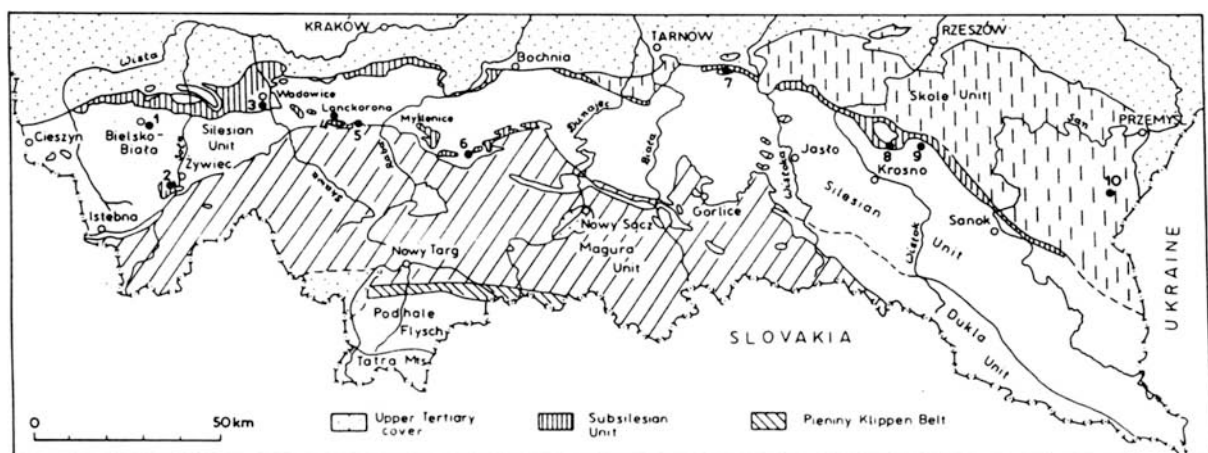 KRAKÓW
TARNÓW
RZESZÓW
Wisła
Bochnia
7
Wadowice
3
Skole Unit
Lanckorona
Dunajec
San
PRZEMYŚL
1
Myślenice
5
Cieszyn
Bielsko-
Biała
Silesian
Unit
Soła
Raba
6
Biała
Wisłoka
Jasło
8
9
Krosno
10
Żywiec
2
Skawa
Silesian
Istebna
Gorlice
Sanok
Nowy Sącz
Wisłok
Unit
Nowy Targ
Magura
Unit
UKRAINE
Podhale
Flysch
SLOVAKIA
Dukla
Unit
Tatra Mts
0
50 km
Upper Tertiary
cover
Subsilesian
Unit
Pieniny Klippen Belt